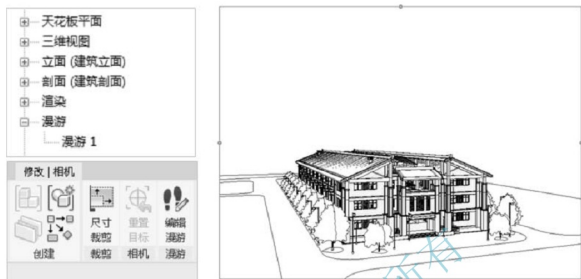 天花板平面
三维视图
立面 (建筑立面)
剖面 (建筑剖面)
渲染
漫游
漫游 1
修改 | 相机
尺寸 重置 编辑
裁剪 目标 漫游
创建 裁剪 相机 漫游
所有